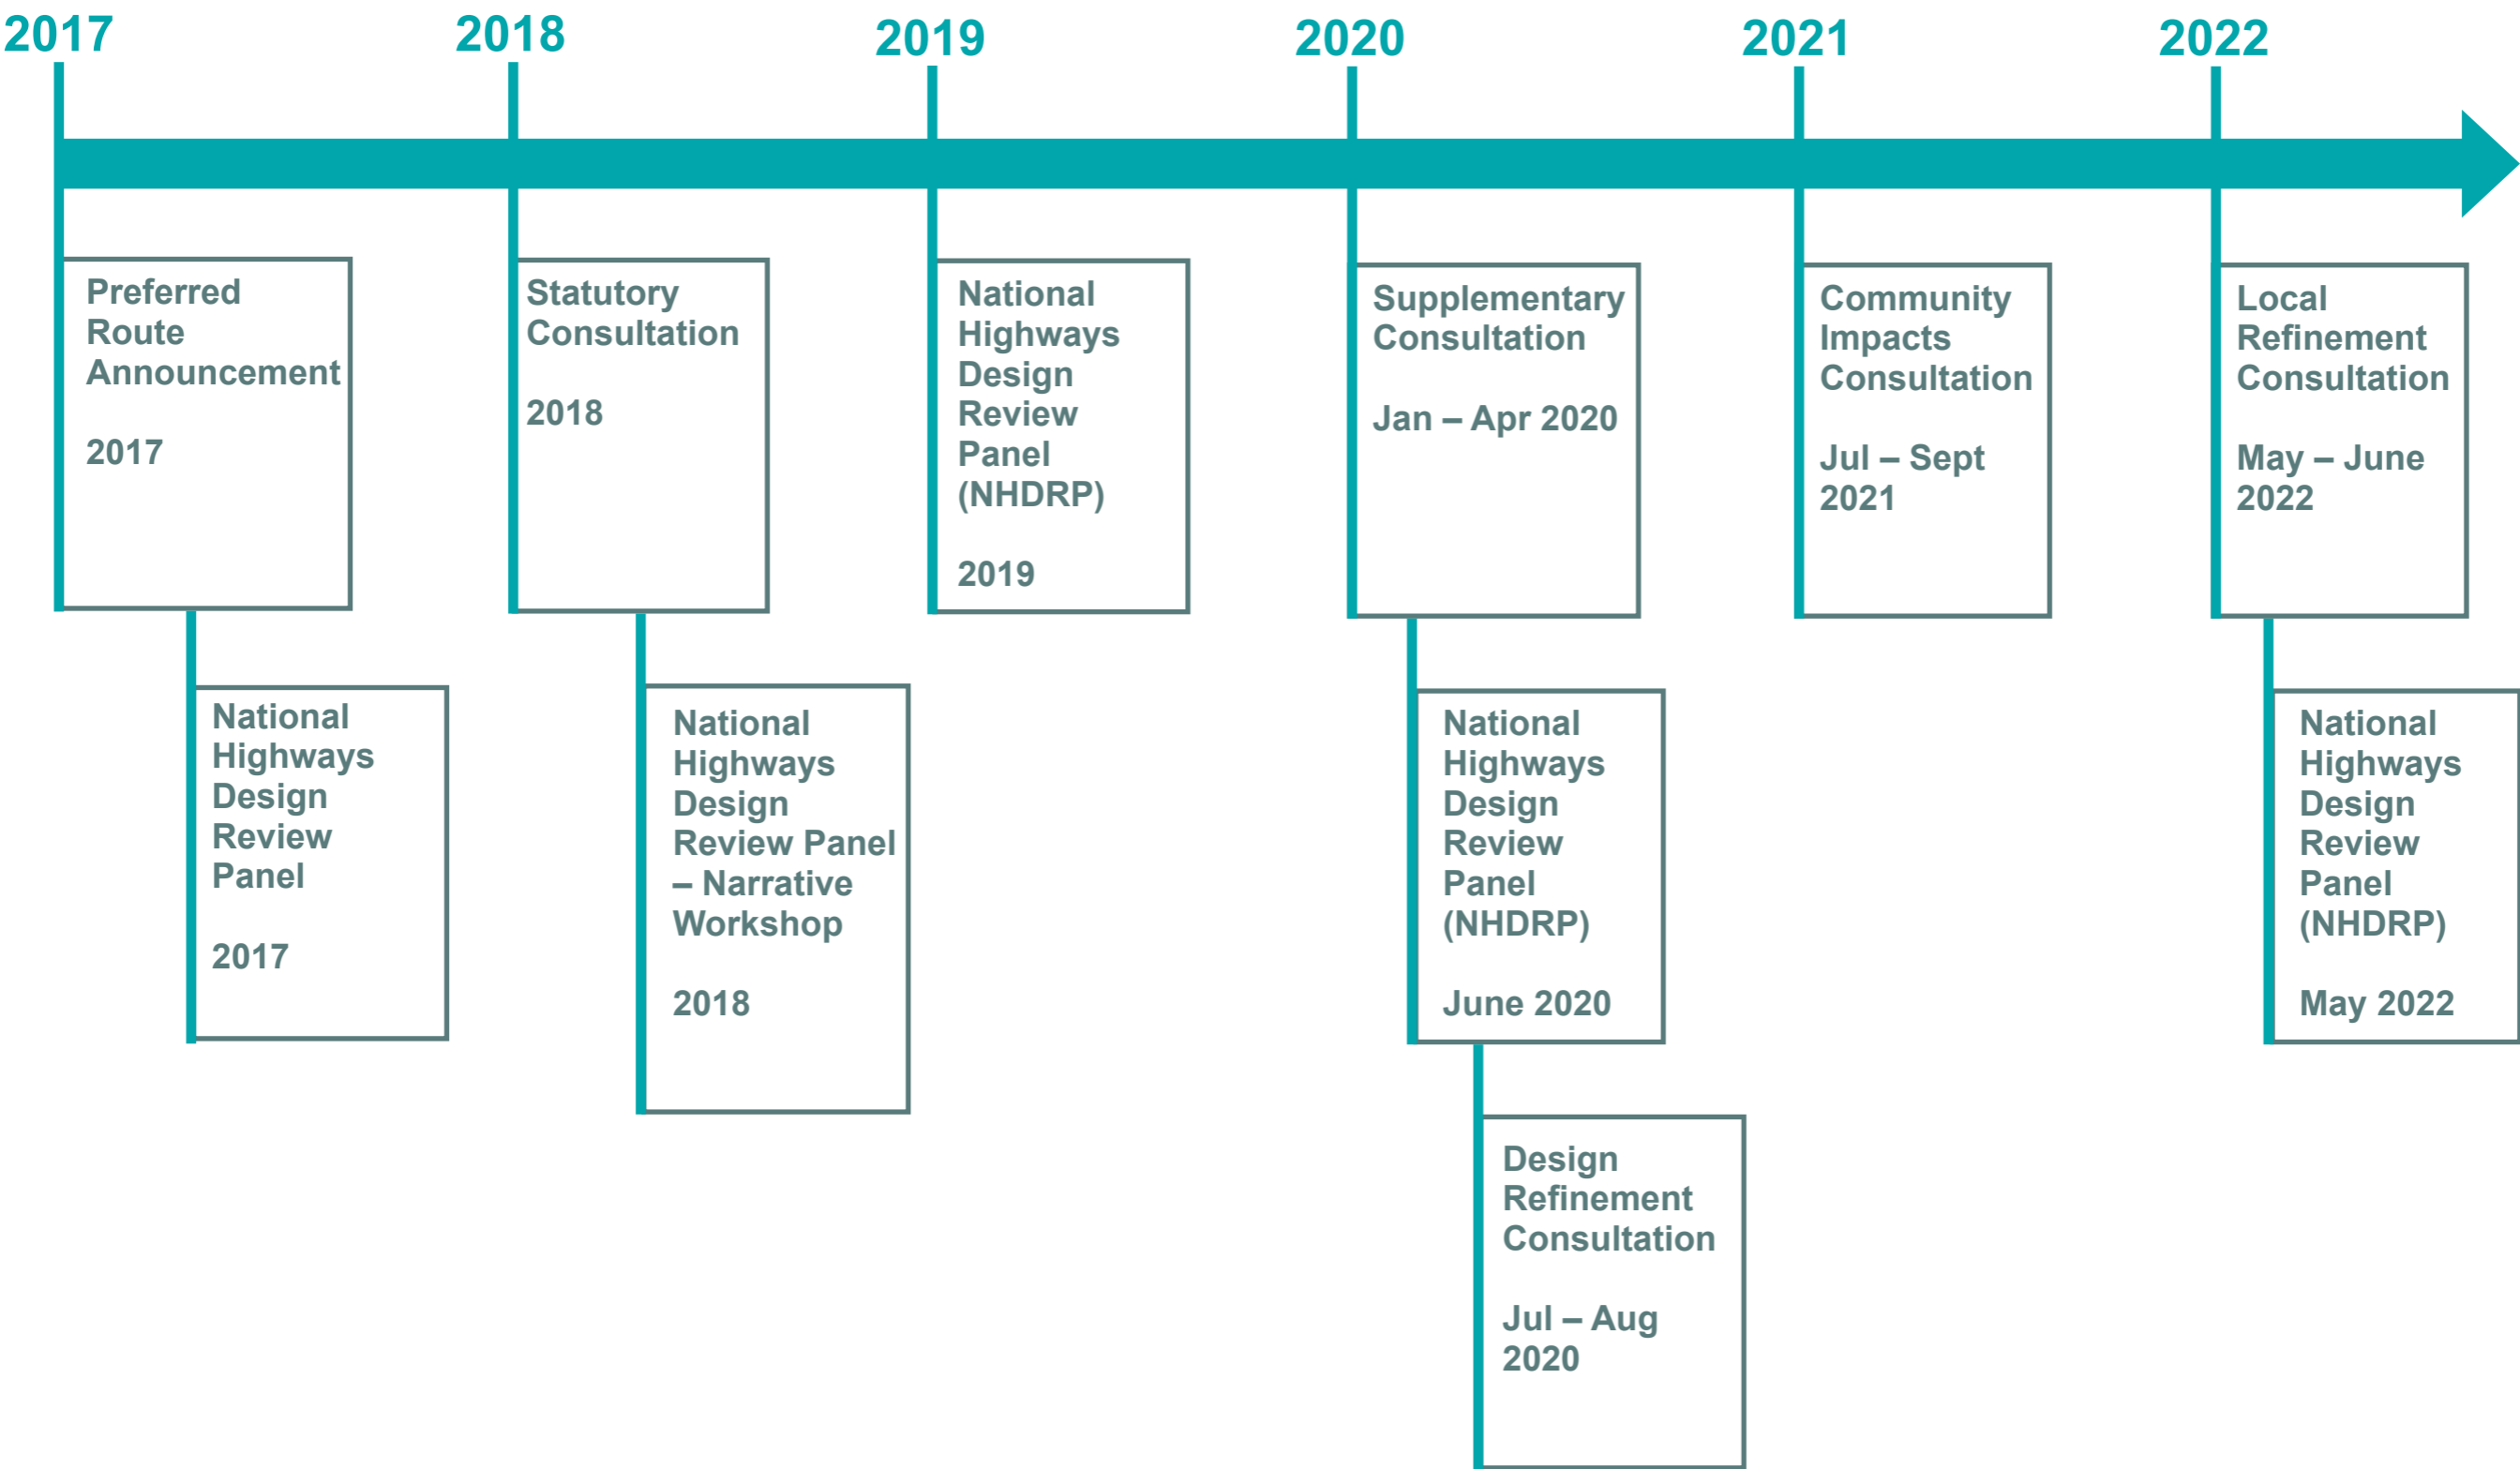 2017
2018
2019
2020
2021
2022
Preferred
Route
Announcement
2017
Statutory
Consultation
2018
National
Highways
Design
Review
Panel
(NHDRP)
2019
Supplementary
Consultation
Jan – Apr 2020
Community
Impacts
Consultation
Jul – Sept
2021
Local
Refinement
Consultation
May – June
2022
National
Highways
Design
Review
Panel
2017
National
Highways
Design
Review Panel
– Narrative
Workshop
2018
National
Highways
Design
Review
Panel
(NHDRP)
June 2020
National
Highways
Design
Review
Panel
(NHDRP)
May 2022
Design
Refinement
Consultation
Jul – Aug
2020